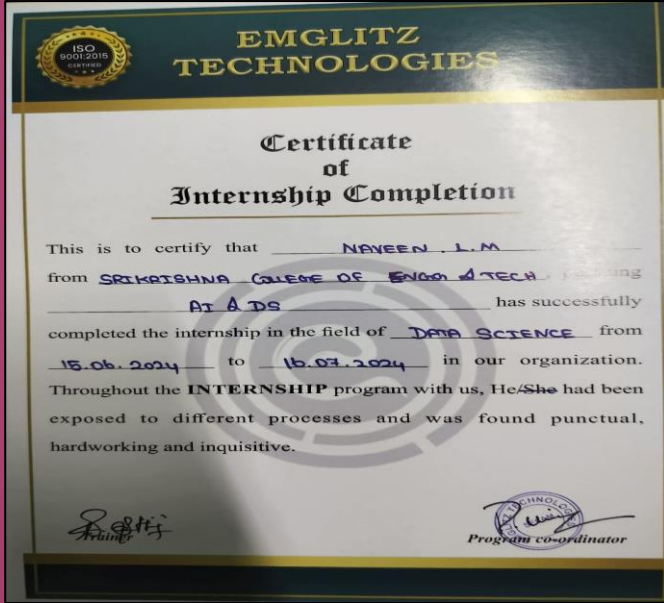 ISO
9001:2015
CERTIFIED
EMGLITZ
TECHNOLOGIES
Certificate
of
Internship Completion
This is to certify that NAVEEN . L.M
from SRIKRISHNA COLLEGE OF ENGG & TECH.
AI & DS has successfully
completed the internship in the field of DATA SCIENCE from
15.06.2024 to 16.07.2024 in our organization.
Throughout the INTERNSHIP program with us, He/She had been
exposed to different processes and was found punctual,
hardworking and inquisitive.
Trainer
Program co-ordinator